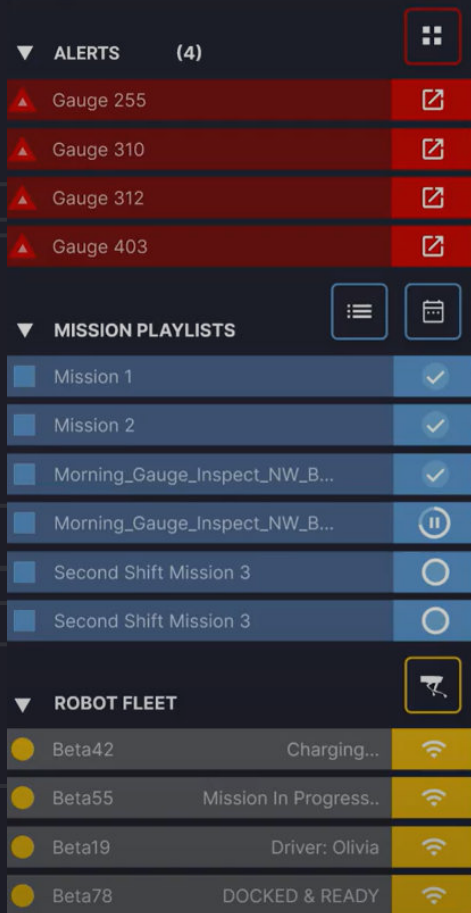 ALERTS (4)
Gauge 255
Gauge 310
Gauge 312
Gauge 403
MISSION PLAYLISTS
Mission 1
Mission 2
Morning_Gauge_Inspect_NW_B...
Morning_Gauge_Inspect_NW_B...
Second Shift Mission 3
Second Shift Mission 3
ROBOT FLEET
Beta42 Charging...
Beta55 Mission In Progress..
Beta19 Driver: Olivia
Beta78 DOCKED & READY